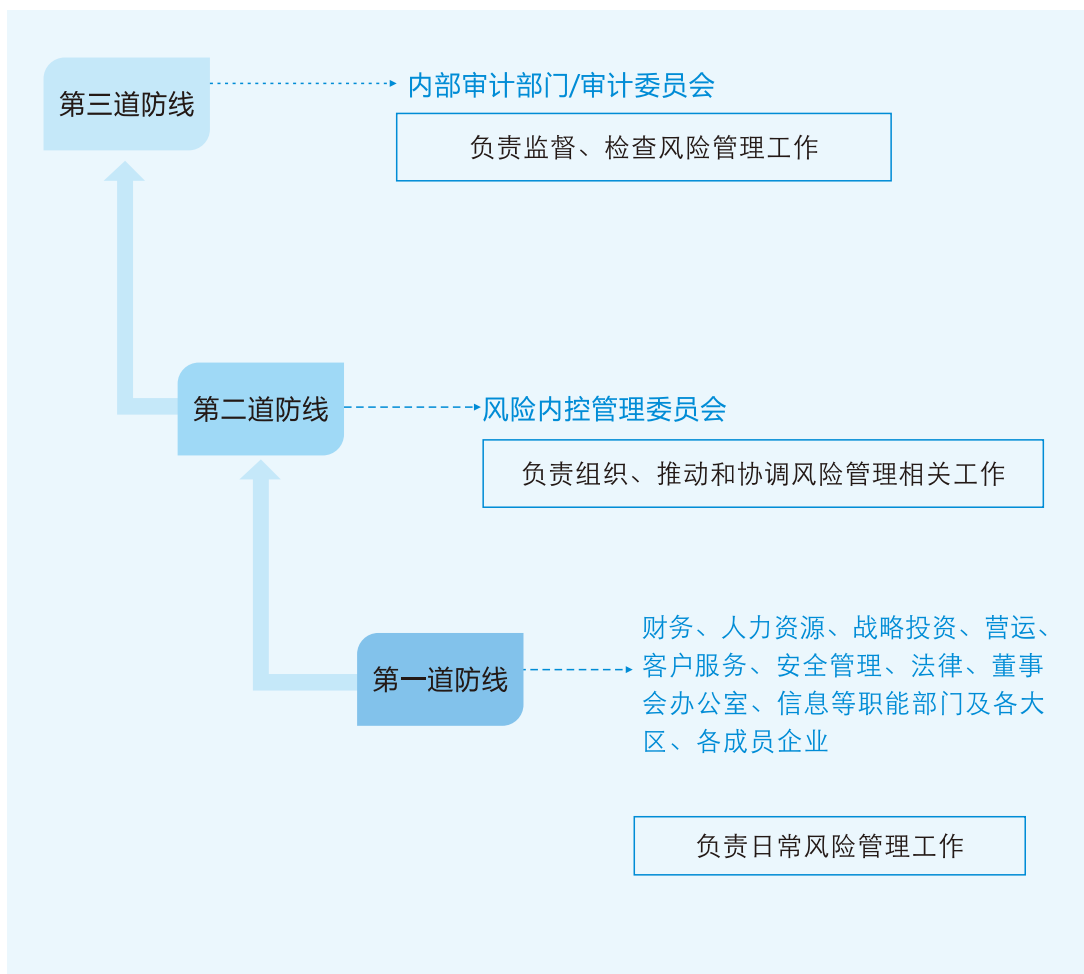 第三道防线
内部审计部门/审计委员会
负责监督、检查风险管理工作
第二道防线
风险内控管理委员会
负责组织、推动和协调风险管理相关工作
第一道防线
财务、人力资源、战略投资、营运、
客户服务、安全管理、法律、董事
会办公室、信息等职能部门及各大
区、各成员企业
负责日常风险管理工作